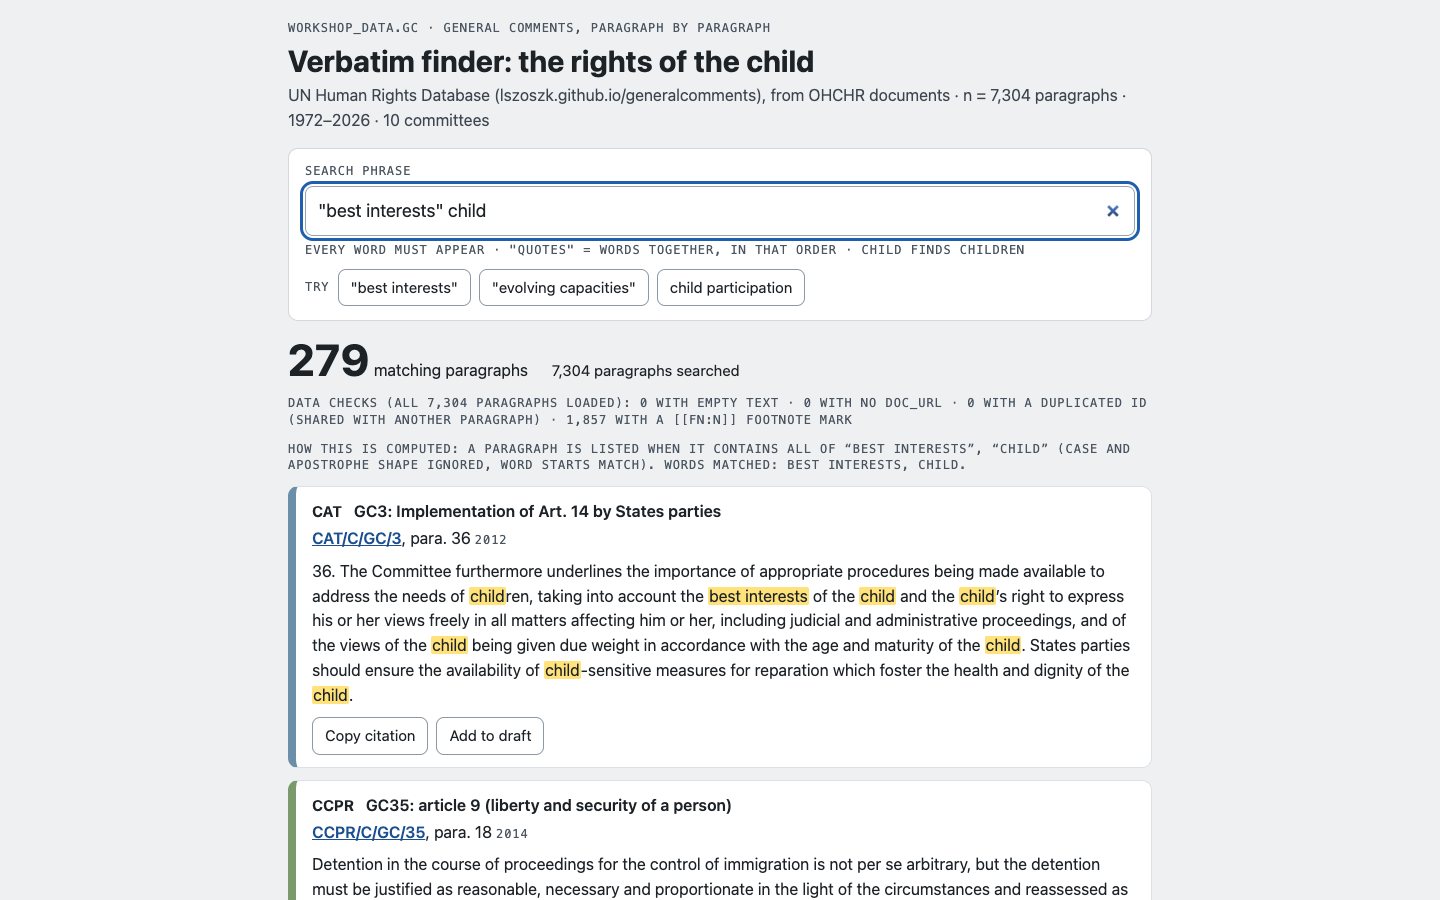 WORKSHOP_DATA.GC · GENERAL COMMENTS, PARAGRAPH BY PARAGRAPH
Verbatim finder: the rights of the child
UN Human Rights Database (lszoszk.github.io/generalcomments), from OHCHR documents · n = 7,304 paragraphs ·
1972–2026 · 10 committees
SEARCH PHRASE
"best interests" child
×
EVERY WORD MUST APPEAR · "QUOTES" = WORDS TOGETHER, IN THAT ORDER · CHILD FINDS CHILDREN
TRY "best interests" "evolving capacities" child participation
279 matching paragraphs 7,304 paragraphs searched
DATA CHECKS (ALL 7,304 PARAGRAPHS LOADED): 0 WITH EMPTY TEXT · 0 WITH NO DOC_URL · 0 WITH A DUPLICATED ID
(SHARED WITH ANOTHER PARAGRAPH) · 1,857 WITH A [[FN:N]] FOOTNOTE MARK
HOW THIS IS COMPUTED: A PARAGRAPH IS LISTED WHEN IT CONTAINS ALL OF “BEST INTERESTS”, “CHILD” (CASE AND
APOSTROPHE SHAPE IGNORED, WORD STARTS MATCH). WORDS MATCHED: BEST INTERESTS, CHILD.
CAT GC3: Implementation of Art. 14 by States parties
CAT/C/GC/3, para. 36 2012
36. The Committee furthermore underlines the importance of appropriate procedures being made available to
address the needs of children, taking into account the best interests of the child and the child’s right to express
his or her views freely in all matters affecting him or her, including judicial and administrative proceedings, and of
the views of the child being given due weight in accordance with the age and maturity of the child. States parties
should ensure the availability of child-sensitive measures for reparation which foster the health and dignity of the
child.
Copy citation Add to draft
CCPR GC35: article 9 (liberty and security of a person)
CCPR/C/GC/35, para. 18 2014
Detention in the course of proceedings for the control of immigration is not per se arbitrary, but the detention
must be justified as reasonable, necessary and proportionate in the light of the circumstances and reassessed as